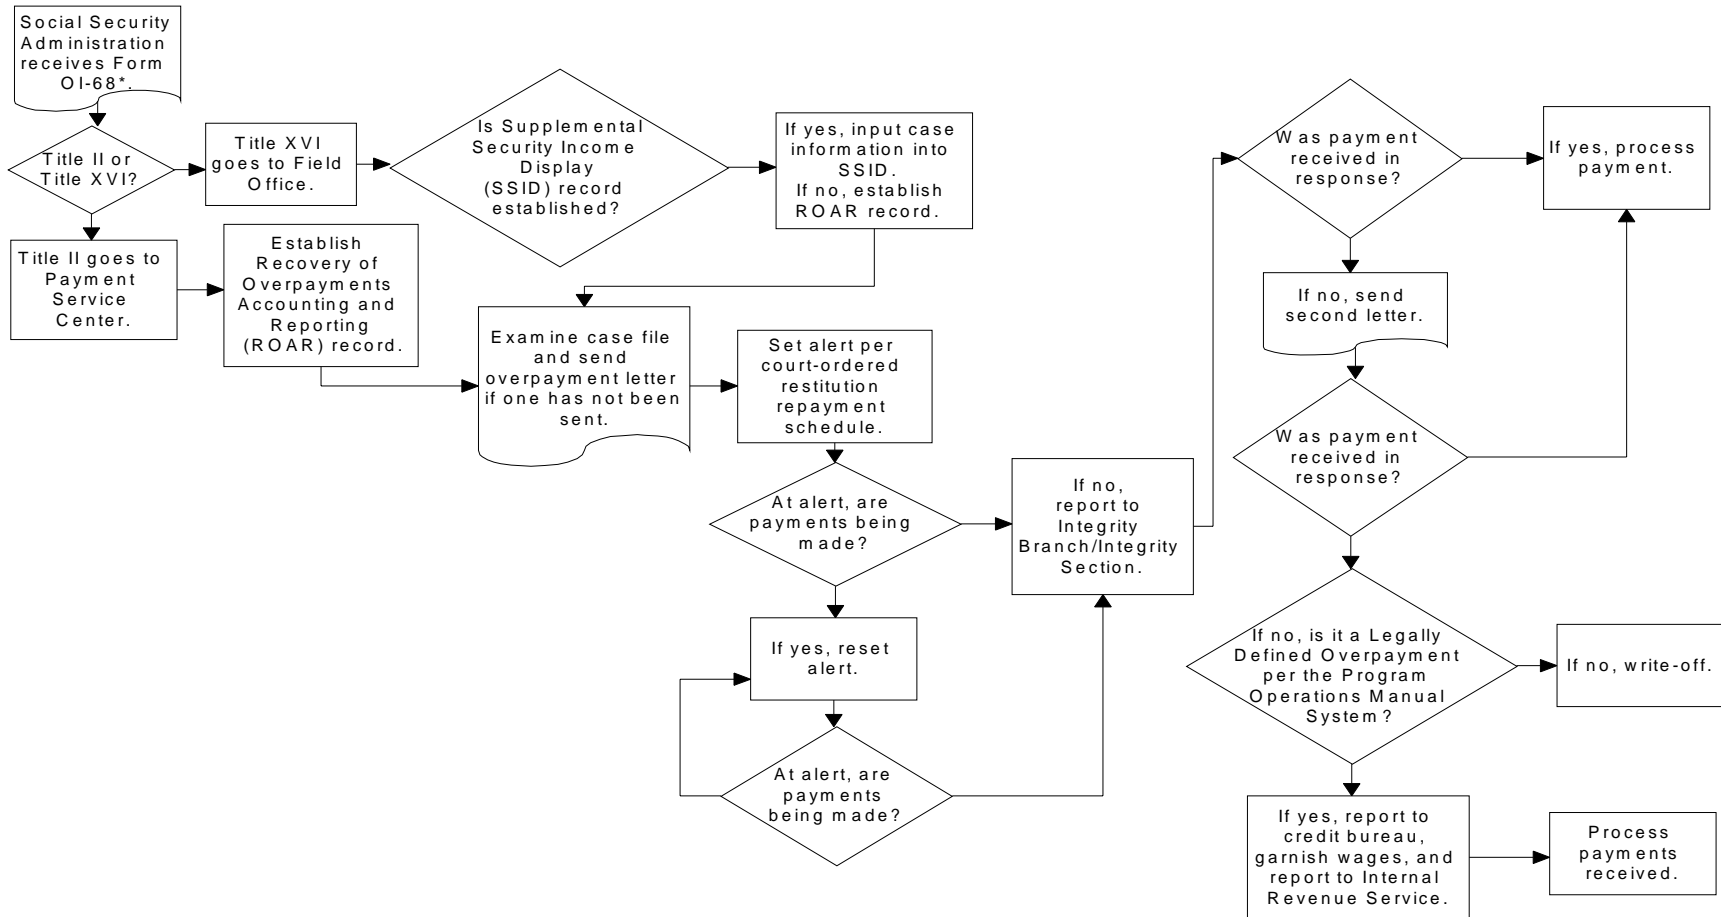 Social Security
Administration
receives Form
OI-68*.
Title II or
Title XVI?
Title XVI
goes to Field
Office.
Is Supplemental
Security Income
Display
(SSID) record
established?
If yes, input case
information into
SSID.
If no, establish
ROAR record.
Title II goes to
Payment
Service
Center.
Establish
Recovery of
Overpayments
Accounting and
Reporting
(ROAR) record.
Examine case file
and send
overpayment letter
if one has not been
sent.
Set alert per
court-ordered
restitution
repayment
schedule.
At alert, are
payments being
made?
If yes, reset
alert.
At alert, are
payments
being made?
If no,
report to
Integrity
Branch/Integrity
Section.
Was payment
received in
response?
If yes, process
payment.
If no, send
second letter.
Was payment
received in
response?
If no, is it a Legally
Defined Overpayment
per the Program
Operations Manual
System?
If no, write-off.
If yes, report to
credit bureau,
garnish wages, and
report to Internal
Revenue Service.
Process
payments
received.